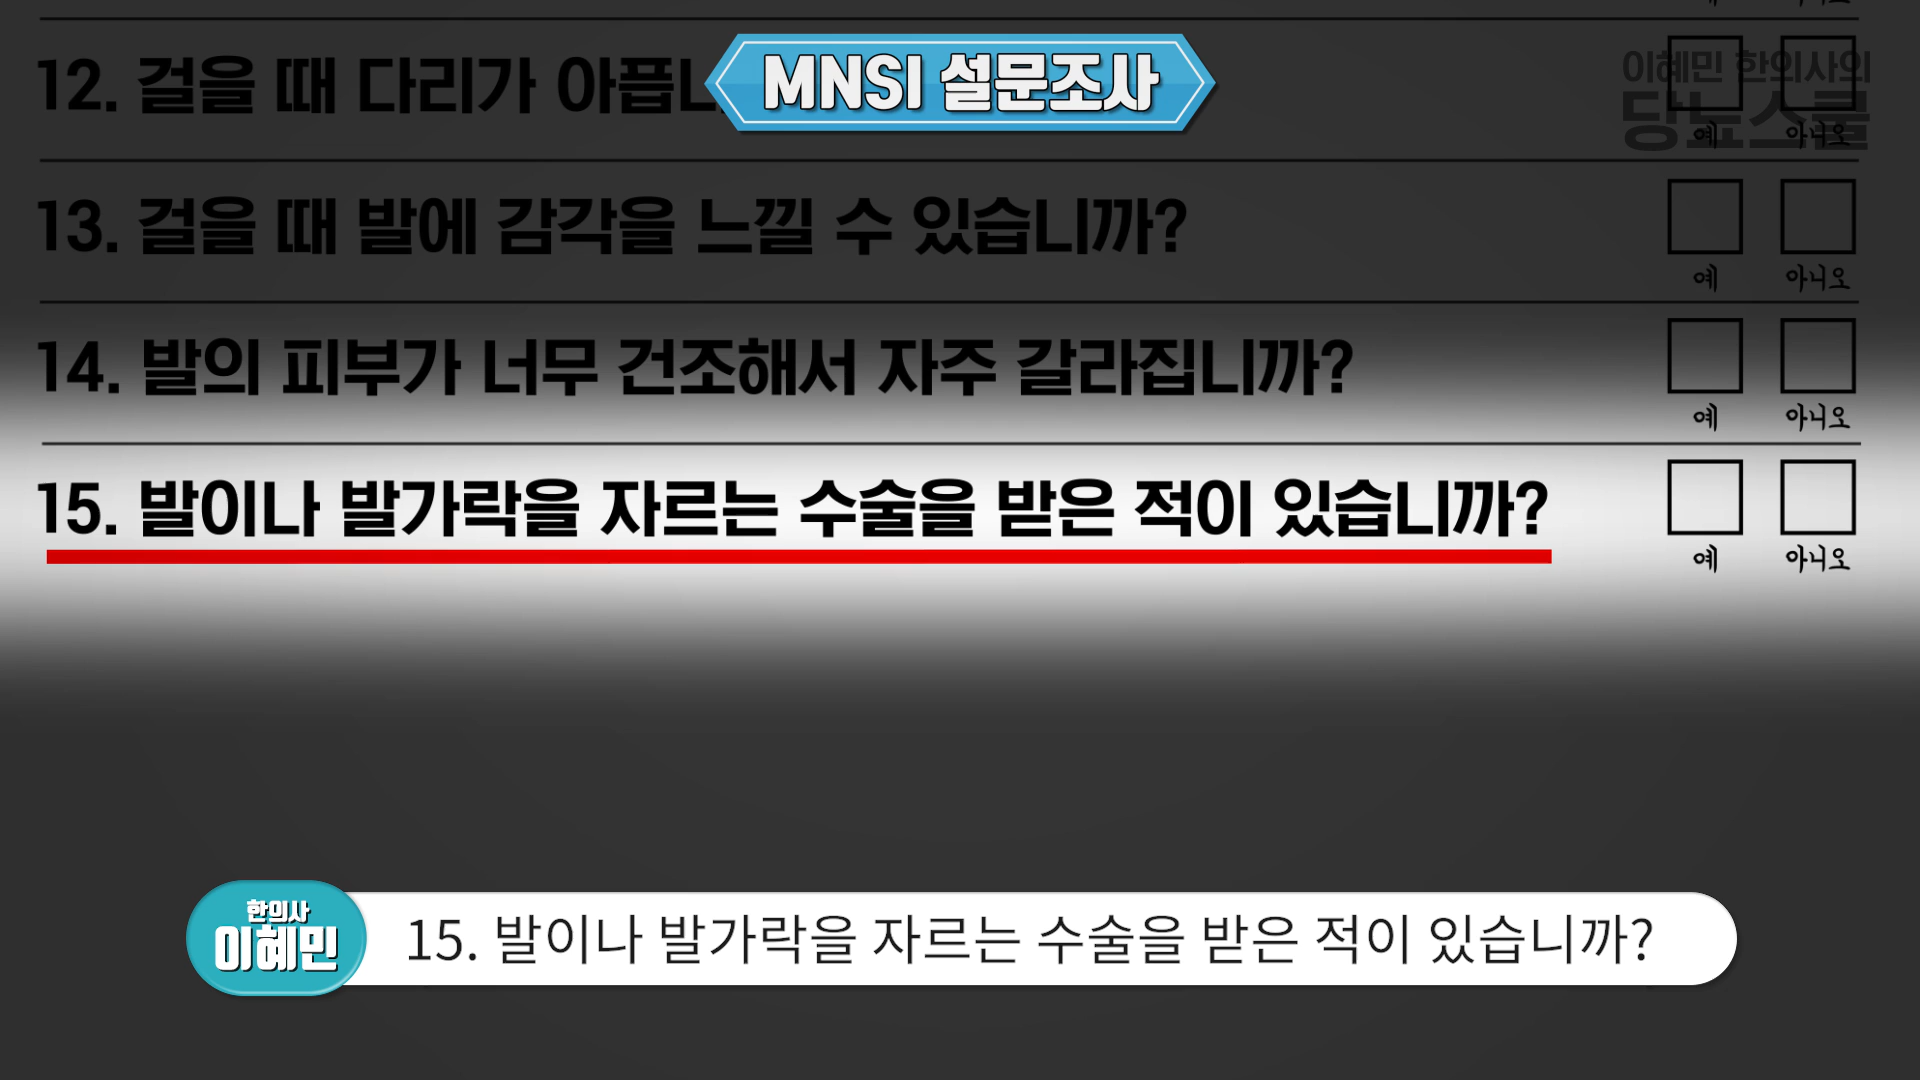 MNSI 설문조사
이혜민 한의사의
당뇨스쿨
12. 걸을 때 다리가 아픕니
예 아니오
13. 걸을 때 발에 감각을 느낄 수 있습니까?
예 아니오
14. 발의 피부가 너무 건조해서 자주 갈라집니까?
예 아니오
15. 발이나 발가락을 자르는 수술을 받은 적이 있습니까?
예 아니오
한의사
이혜민
15. 발이나 발가락을 자르는 수술을 받은 적이 있습니까?